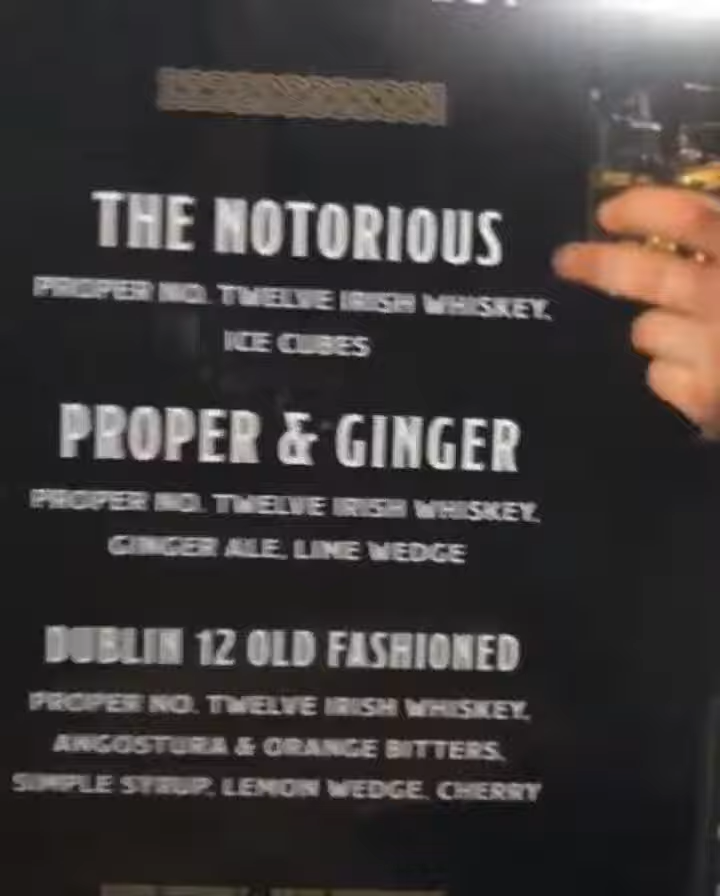 THE NOTORIOUS
PROPER NO. TWELVE IRISH WHISKEY,
ICE CUBES
PROPER & GINGER
PROPER NO. TWELVE IRISH WHISKEY,
GINGER ALE, LIME WEDGE
DUBLIN 12 OLD FASHIONED
PROPER NO. TWELVE IRISH WHISKEY,
ANGOSTURA & ORANGE BITTERS,
SIMPLE SYRUP, LEMON WEDGE, CHERRY